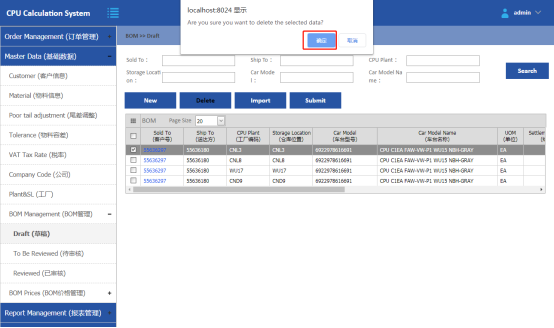 CPU Calculation System
localhost:8024 显示
Are you sure you want to delete the selected data?
确定
取消
admin
Order Management (订单管理)
Master Data (基础数据)
Customer (客户信息)
Material (物料信息)
Poor tail adjustment (尾差调整)
Tolerance (物料容差)
VAT Tax Rate (税率)
Company Code (公司)
Plant&SL (工厂)
BOM Management (BOM管理)
Draft (草稿)
To Be Reviewed (待审核)
Reviewed (已审核)
BOM Prices (BOM价格管理)
Report Management (报表管理)
BOM >> Draft
Sold To :
Ship To :
CPU Plant :
Storage Locati
on :
Car Mode
l :
Car Model Na
me :
Search
New
Delete
Import
Submit
BOM Page Size 20
Sold To Ship To CPU Plant Storage Location Car Model Car Model Name UOM Settlem
(客户号) (送达方) (工厂编码) (仓库位置) (车台型号) (车台名称) (单位)
55636297 55636180 CNL3 CNL3 6922978616691 CPU C1EA FAW-VW-P1 WU15 NBH-GRAY EA
55636297 55636180 CNL8 CNL8 6922978616691 CPU C1EA FAW-VW-P1 WU15 NBH-GRAY EA
55636297 55636180 WU17 WU17 6922978616691 CPU C1EA FAW-VW-P1 WU15 NBH-GRAY EA
55636297 55636180 CND9 CND9 6922978616691 CPU C1EA FAW-VW-P1 WU15 NBH-GRAY EA